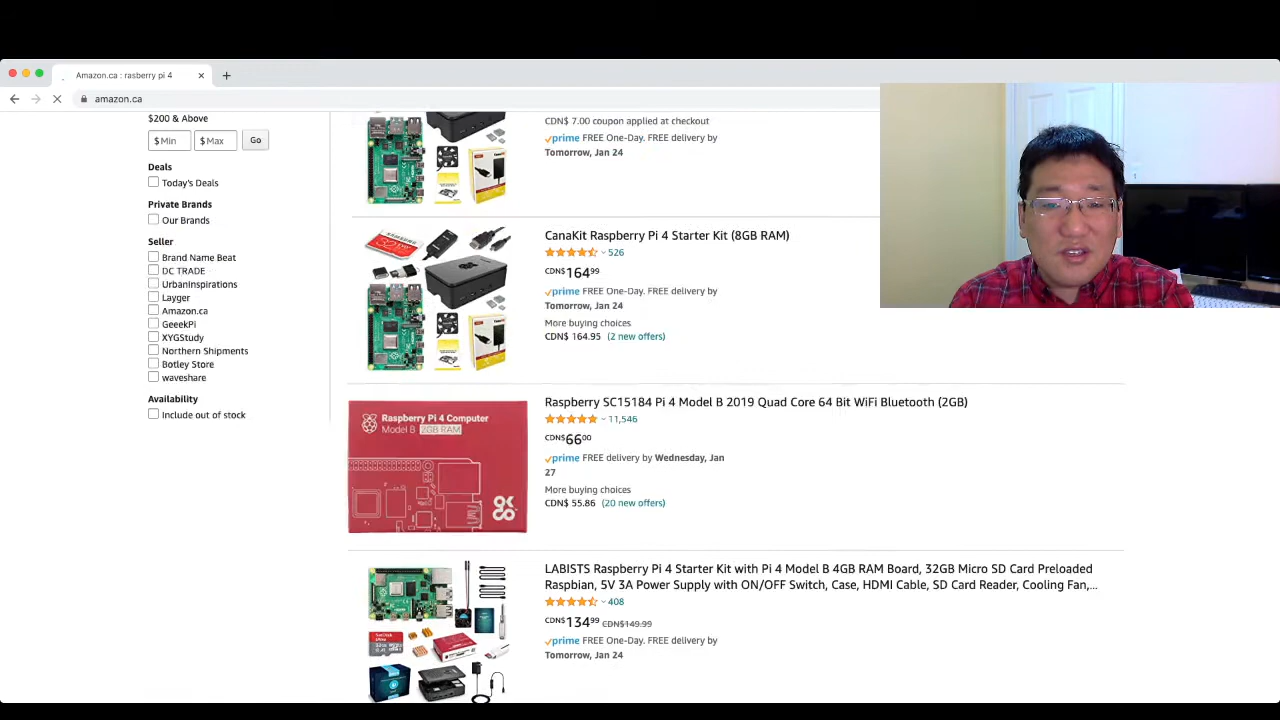 Amazon.ca : rasberry pi 4
amazon.ca
$200 & Above
$ Min
$ Max
Go
Deals
Today's Deals
Private Brands
Our Brands
Seller
Brand Name Beat
DC TRADE
UrbanInspirations
Layger
Amazon.ca
GeeekPi
XYGStudy
Northern Shipments
Botley Store
waveshare
Availability
Include out of stock
CDN$ 7.00 coupon applied at checkout
prime FREE One-Day. FREE delivery by
Tomorrow, Jan 24
CanaKit Raspberry Pi 4 Starter Kit (8GB RAM)
526
CDN$ 164 99
prime FREE One-Day. FREE delivery by
Tomorrow, Jan 24
More buying choices
CDN$ 164.95 (2 new offers)
Raspberry Pi 4 Computer
Model B 2GB RAM
Raspberry SC15184 Pi 4 Model B 2019 Quad Core 64 Bit WiFi Bluetooth (2GB)
11,546
CDN$ 66 00
prime FREE delivery by Wednesday, Jan
27
More buying choices
CDN$ 55.86 (20 new offers)
LABISTS Raspberry Pi 4 Starter Kit with Pi 4 Model B 4GB RAM Board, 32GB Micro SD Card Preloaded
Raspbian, 5V 3A Power Supply with ON/OFF Switch, Case, HDMI Cable, SD Card Reader, Cooling Fan,...
408
CDN$ 134 99 CDN$149.99
prime FREE One-Day. FREE delivery by
Tomorrow, Jan 24